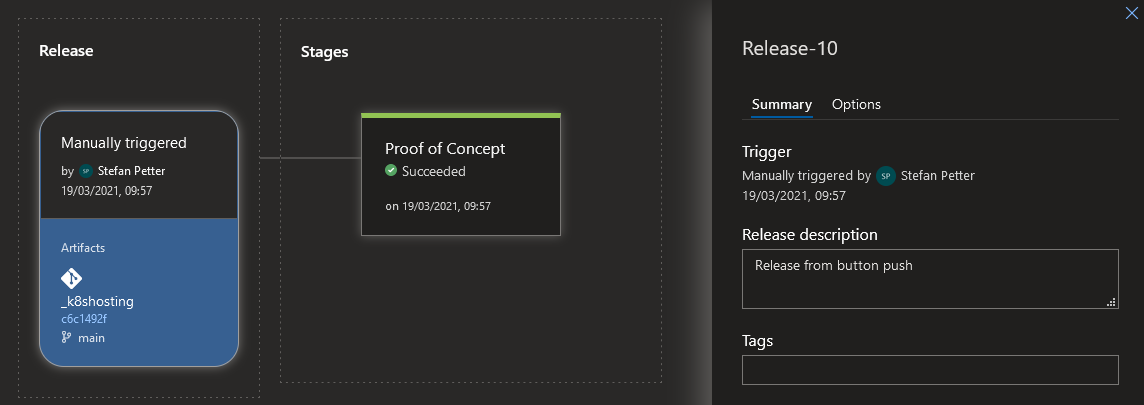 Release
Manually triggered
by SP Stefan Petter
19/03/2021, 09:57
Artifacts
_k8shosting
c6c1492f
main
Stages
Proof of Concept
Succeeded
on 19/03/2021, 09:57
Release-10
Summary Options
Trigger
Manually triggered by SP Stefan Petter
19/03/2021, 09:57
Release description
Release from button push
Tags